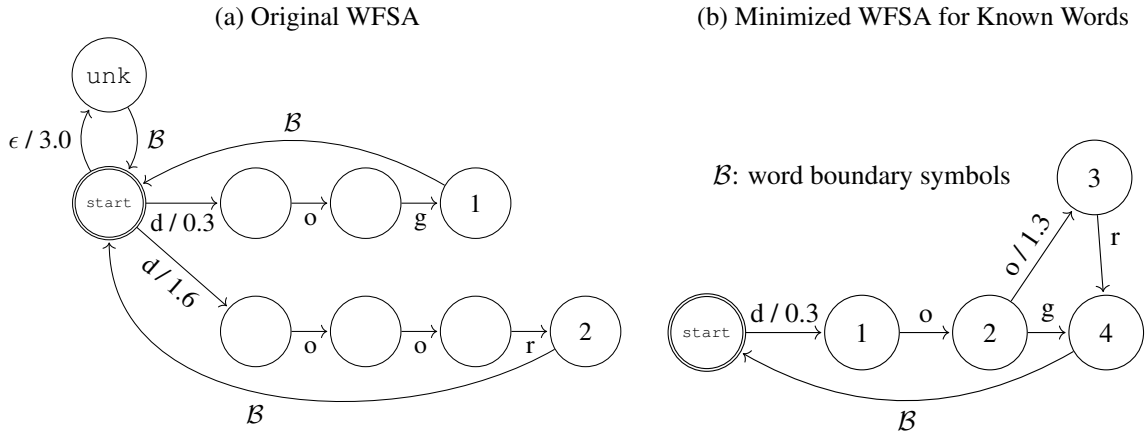 (a) Original WFSA
unk
ϵ / 3.0
ℬ
ℬ
start
d / 0.3
o
g
1
d / 1.6
o
o
r
2
ℬ
(b) Minimized WFSA for Known Words
ℬ: word boundary symbols
3
o / 1.3
r
start
d / 0.3
1
o
2
g
4
ℬ